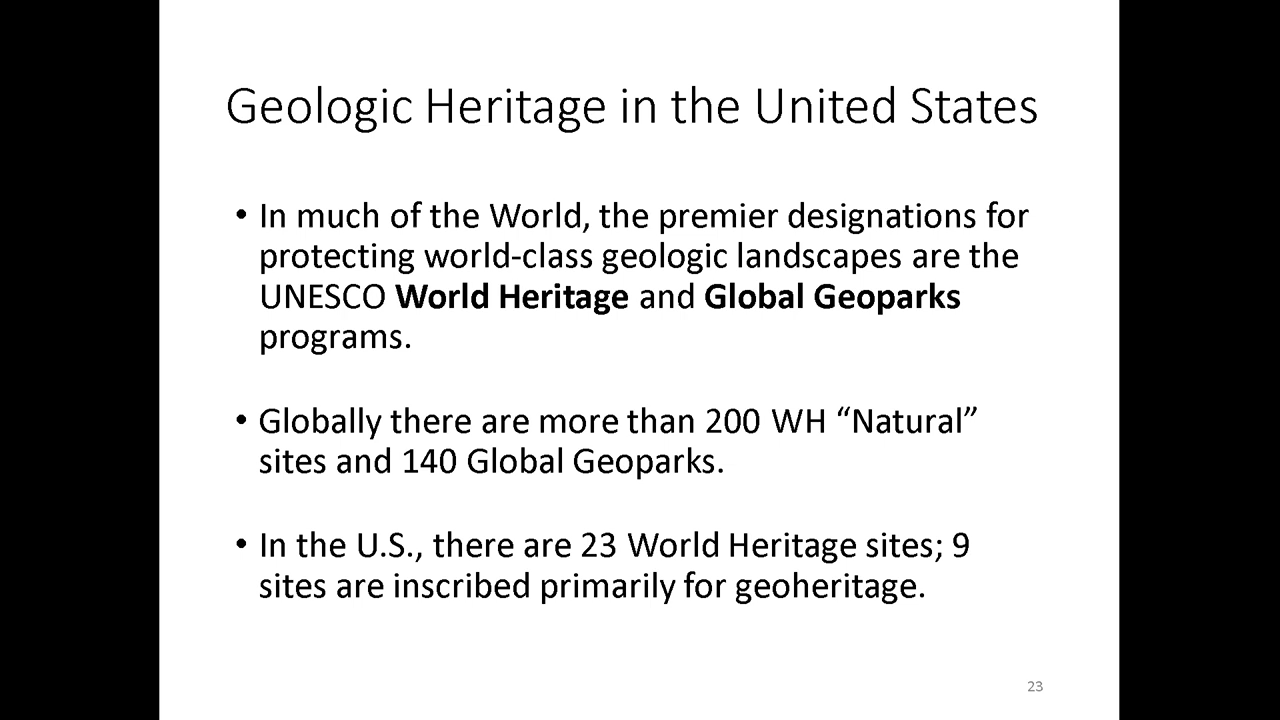 Geologic Heritage in the United States
• In much of the World, the premier designations for
protecting world-class geologic landscapes are the
UNESCO World Heritage and Global Geoparks
programs.
• Globally there are more than 200 WH “Natural”
sites and 140 Global Geoparks.
• In the U.S., there are 23 World Heritage sites; 9
sites are inscribed primarily for geoheritage.
23